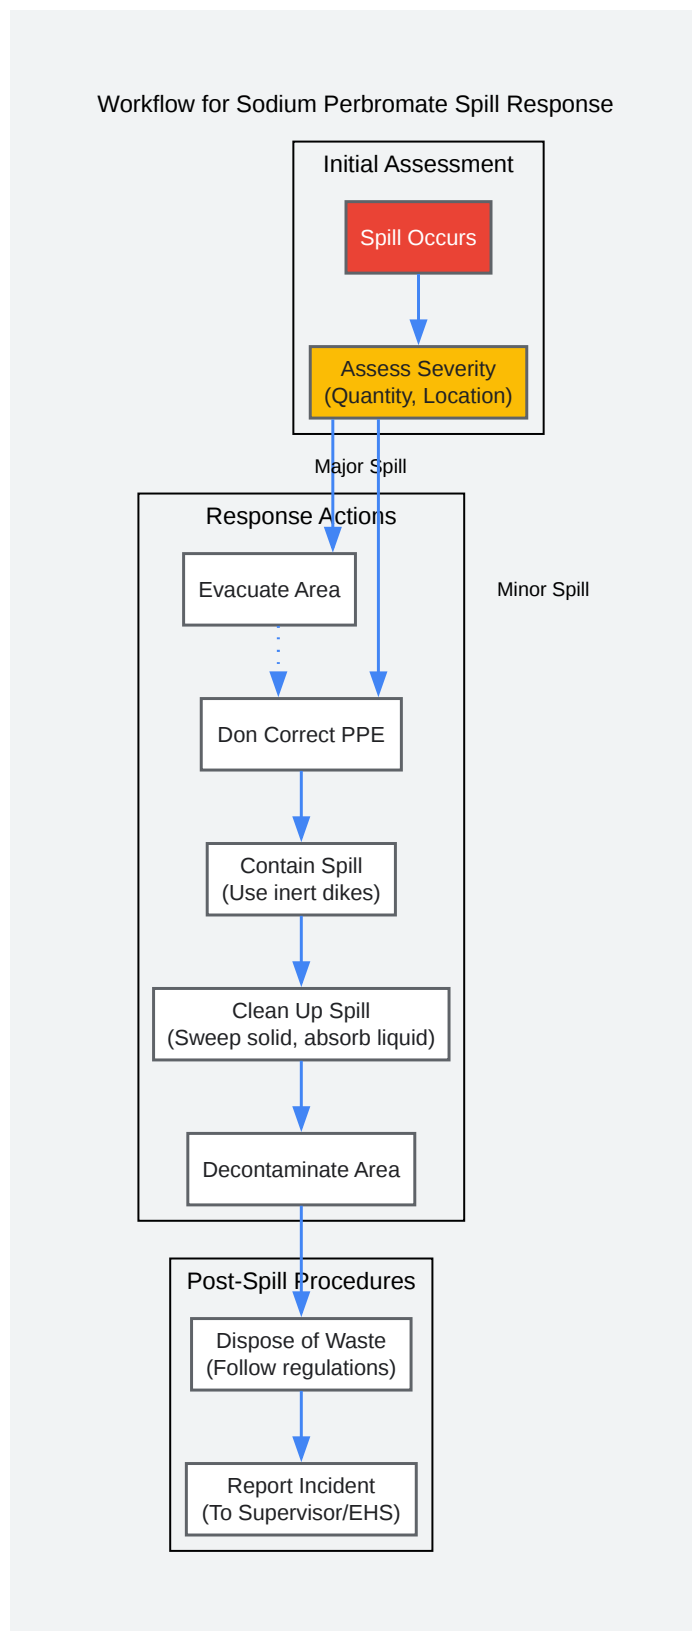 Workflow for Sodium Perbromate Spill Response
Initial Assessment
Spill Occurs
Assess Severity
(Quantity, Location)
Major Spill
Response Actions
Evacuate Area
Minor Spill
Don Correct PPE
Contain Spill
(Use inert dikes)
Clean Up Spill
(Sweep solid, absorb liquid)
Decontaminate Area
Post-Spill Procedures
Dispose of Waste
(Follow regulations)
Report Incident
(To Supervisor/EHS)